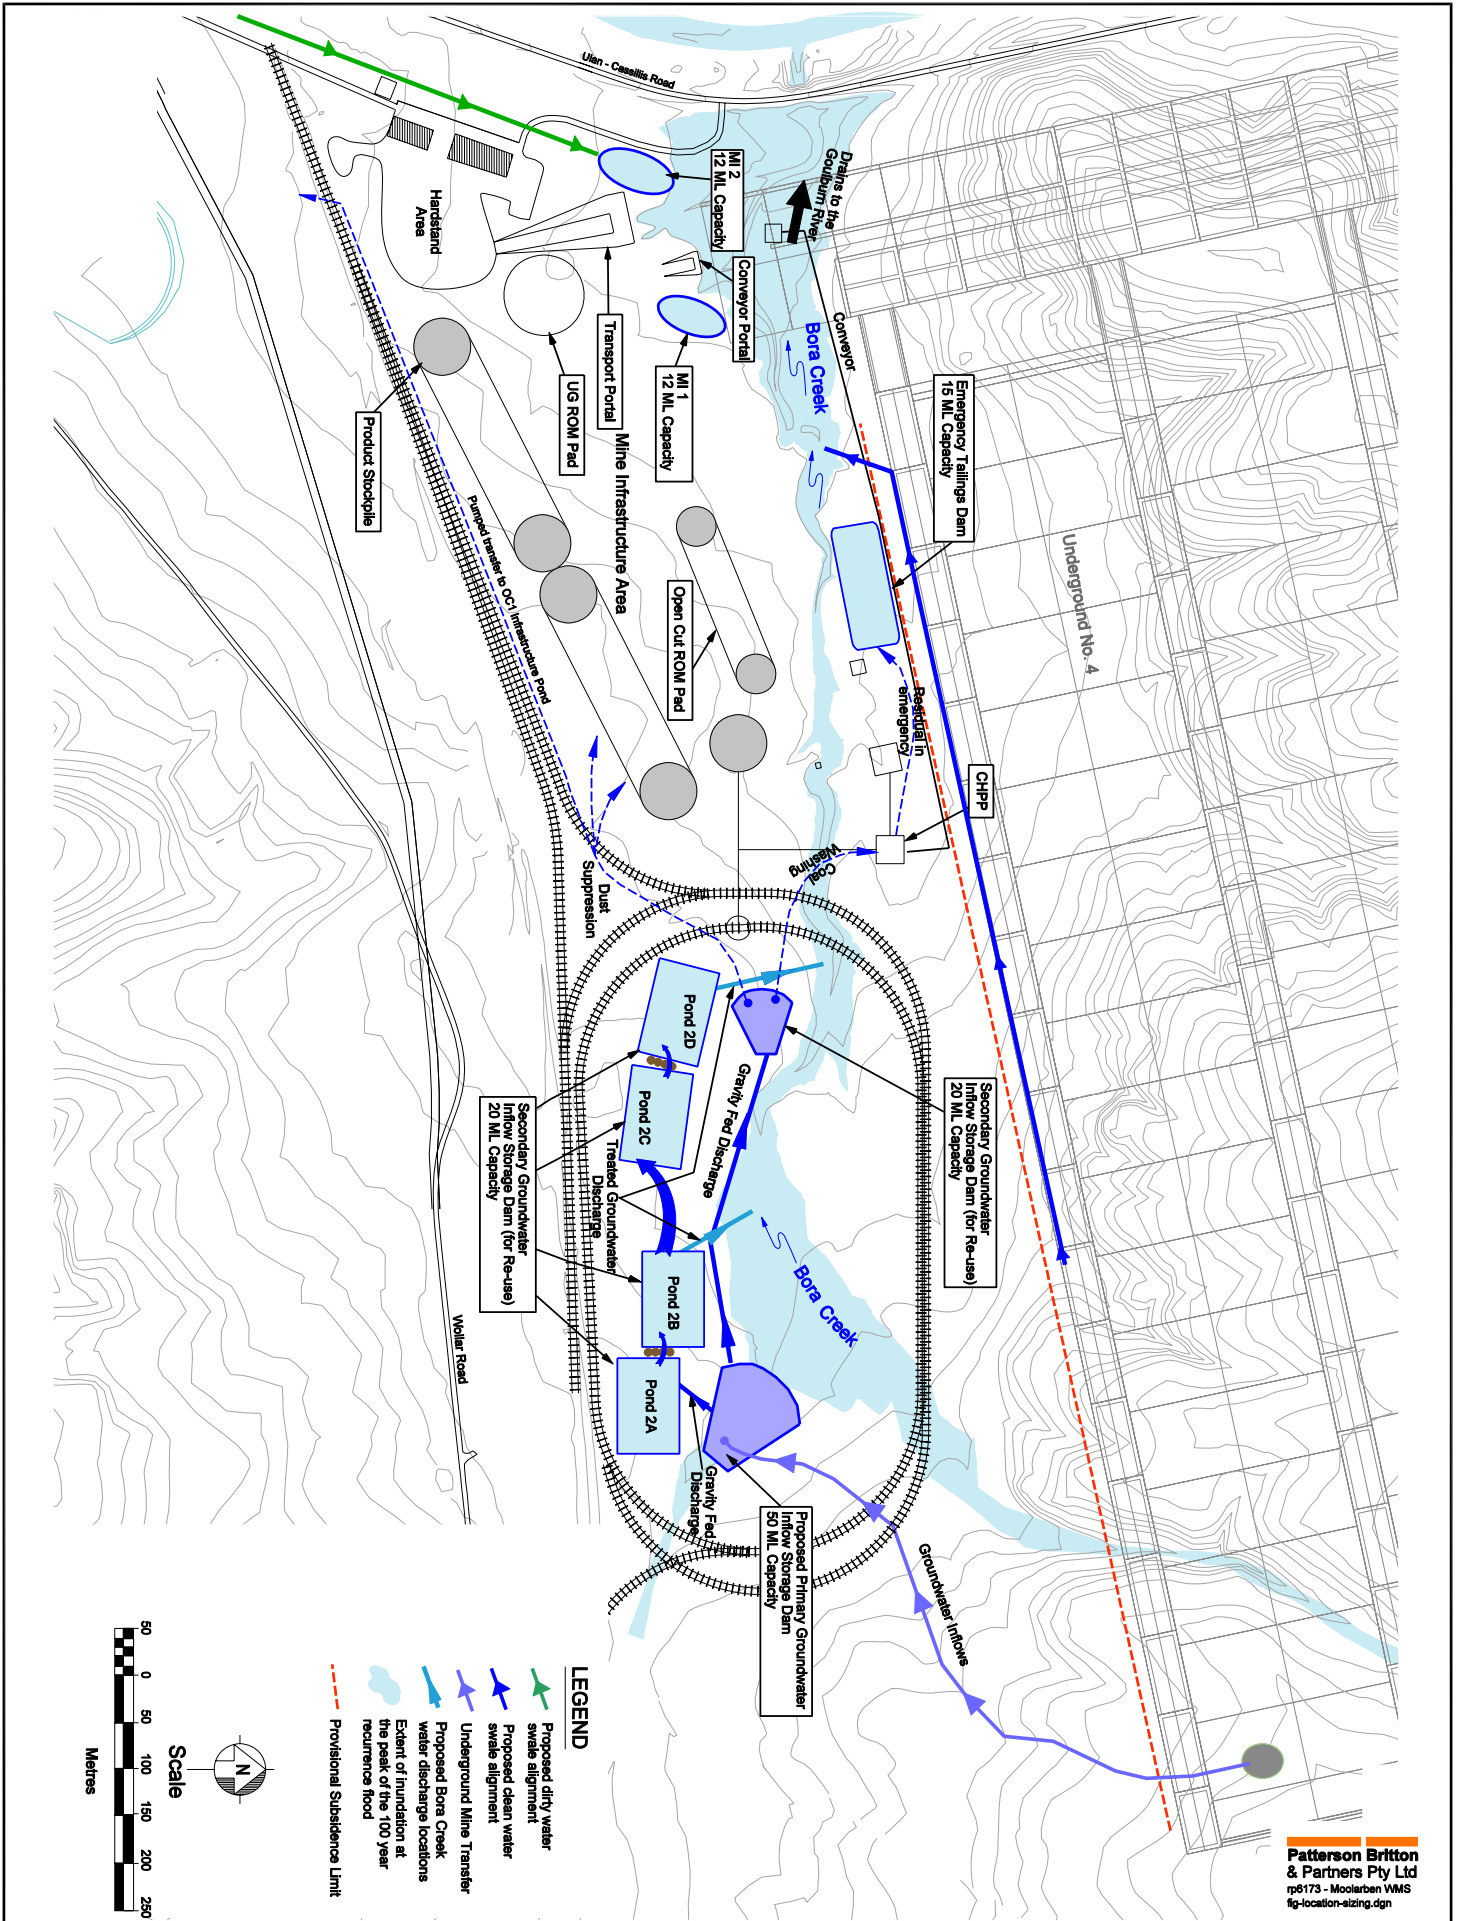 Ulan - Cassillis Road
Drains to the
Goulburn River
MI 2
12 ML Capacity
Conveyor Portal
Hardstand
Area
Transport Portal
UG ROM Pad
MI 1
12 ML Capacity
Product Stockpile
Mine Infrastructure Area
Bora Creek
Conveyor
Emergency Tailings Dam
15 ML Capacity
Underground No. 4
Open Cut ROM Pad
Pumped transfer to OC1 Infrastructure Pond
Residual in
emergency
CHPP
Coal
Washing
Dust
Suppression
Pond 2D
Pond 2C
Pond 2B
Pond 2A
Gravity Fed Discharge
Treated Groundwater
Discharge
Secondary Groundwater
Inflow Storage Dam (for Re-use)
20 ML Capacity
Secondary Groundwater
Inflow Storage Dam (for Re-use)
20 ML Capacity
Bora Creek
Wollar Road
Gravity Fed
Discharge
Proposed Primary Groundwater
Inflow Storage Dam
50 ML Capacity
Groundwater Inflows
LEGEND
Proposed dirty water
swale alignment
Proposed clean water
swale alignment
Underground Mine Transfer
Proposed Bora Creek
water discharge locations
Extent of inundation at
the peak of the 100 year
recurrence flood
Provisional Subsidence Limit
N
Scale
50 0 50 100 150 200 250
Metres
Patterson Britton
& Partners Pty Ltd
rp6173 - Moolarben WMS
fig-location-sizing.dgn